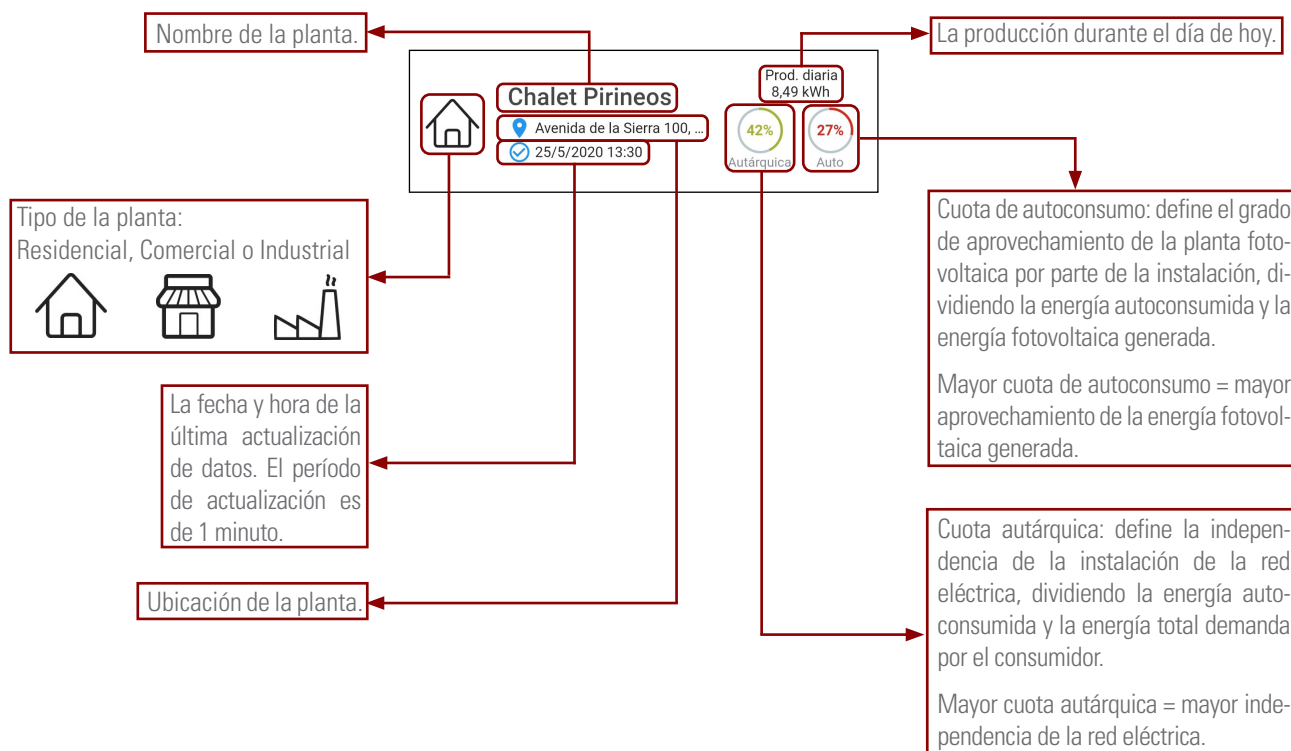 Nombre de la planta.
La producción durante el día de hoy.
Prod. diaria
8,49 kWh
Chalet Pirineos
Avenida de la Sierra 100, ...
25/5/2020 13:30
42%
Autárquica
27%
Auto
Tipo de la planta:
Residencial, Comercial o Industrial
Cuota de autoconsumo: define el grado
de aprovechamiento de la planta foto-
voltaica por parte de la instalación, di-
vidiendo la energía autoconsumida y la
energía fotovoltaica generada.
Mayor cuota de autoconsumo = mayor
aprovechamiento de la energía fotovol-
taica generada.
La fecha y hora de la
última actualización
de datos. El período
de actualización es
de 1 minuto.
Ubicación de la planta.
Cuota autárquica: define la indepen-
dencia de la instalación de la red
eléctrica, dividiendo la energía auto-
consumida y la energía total demanda
por el consumidor.
Mayor cuota autárquica = mayor inde-
pendencia de la red eléctrica.